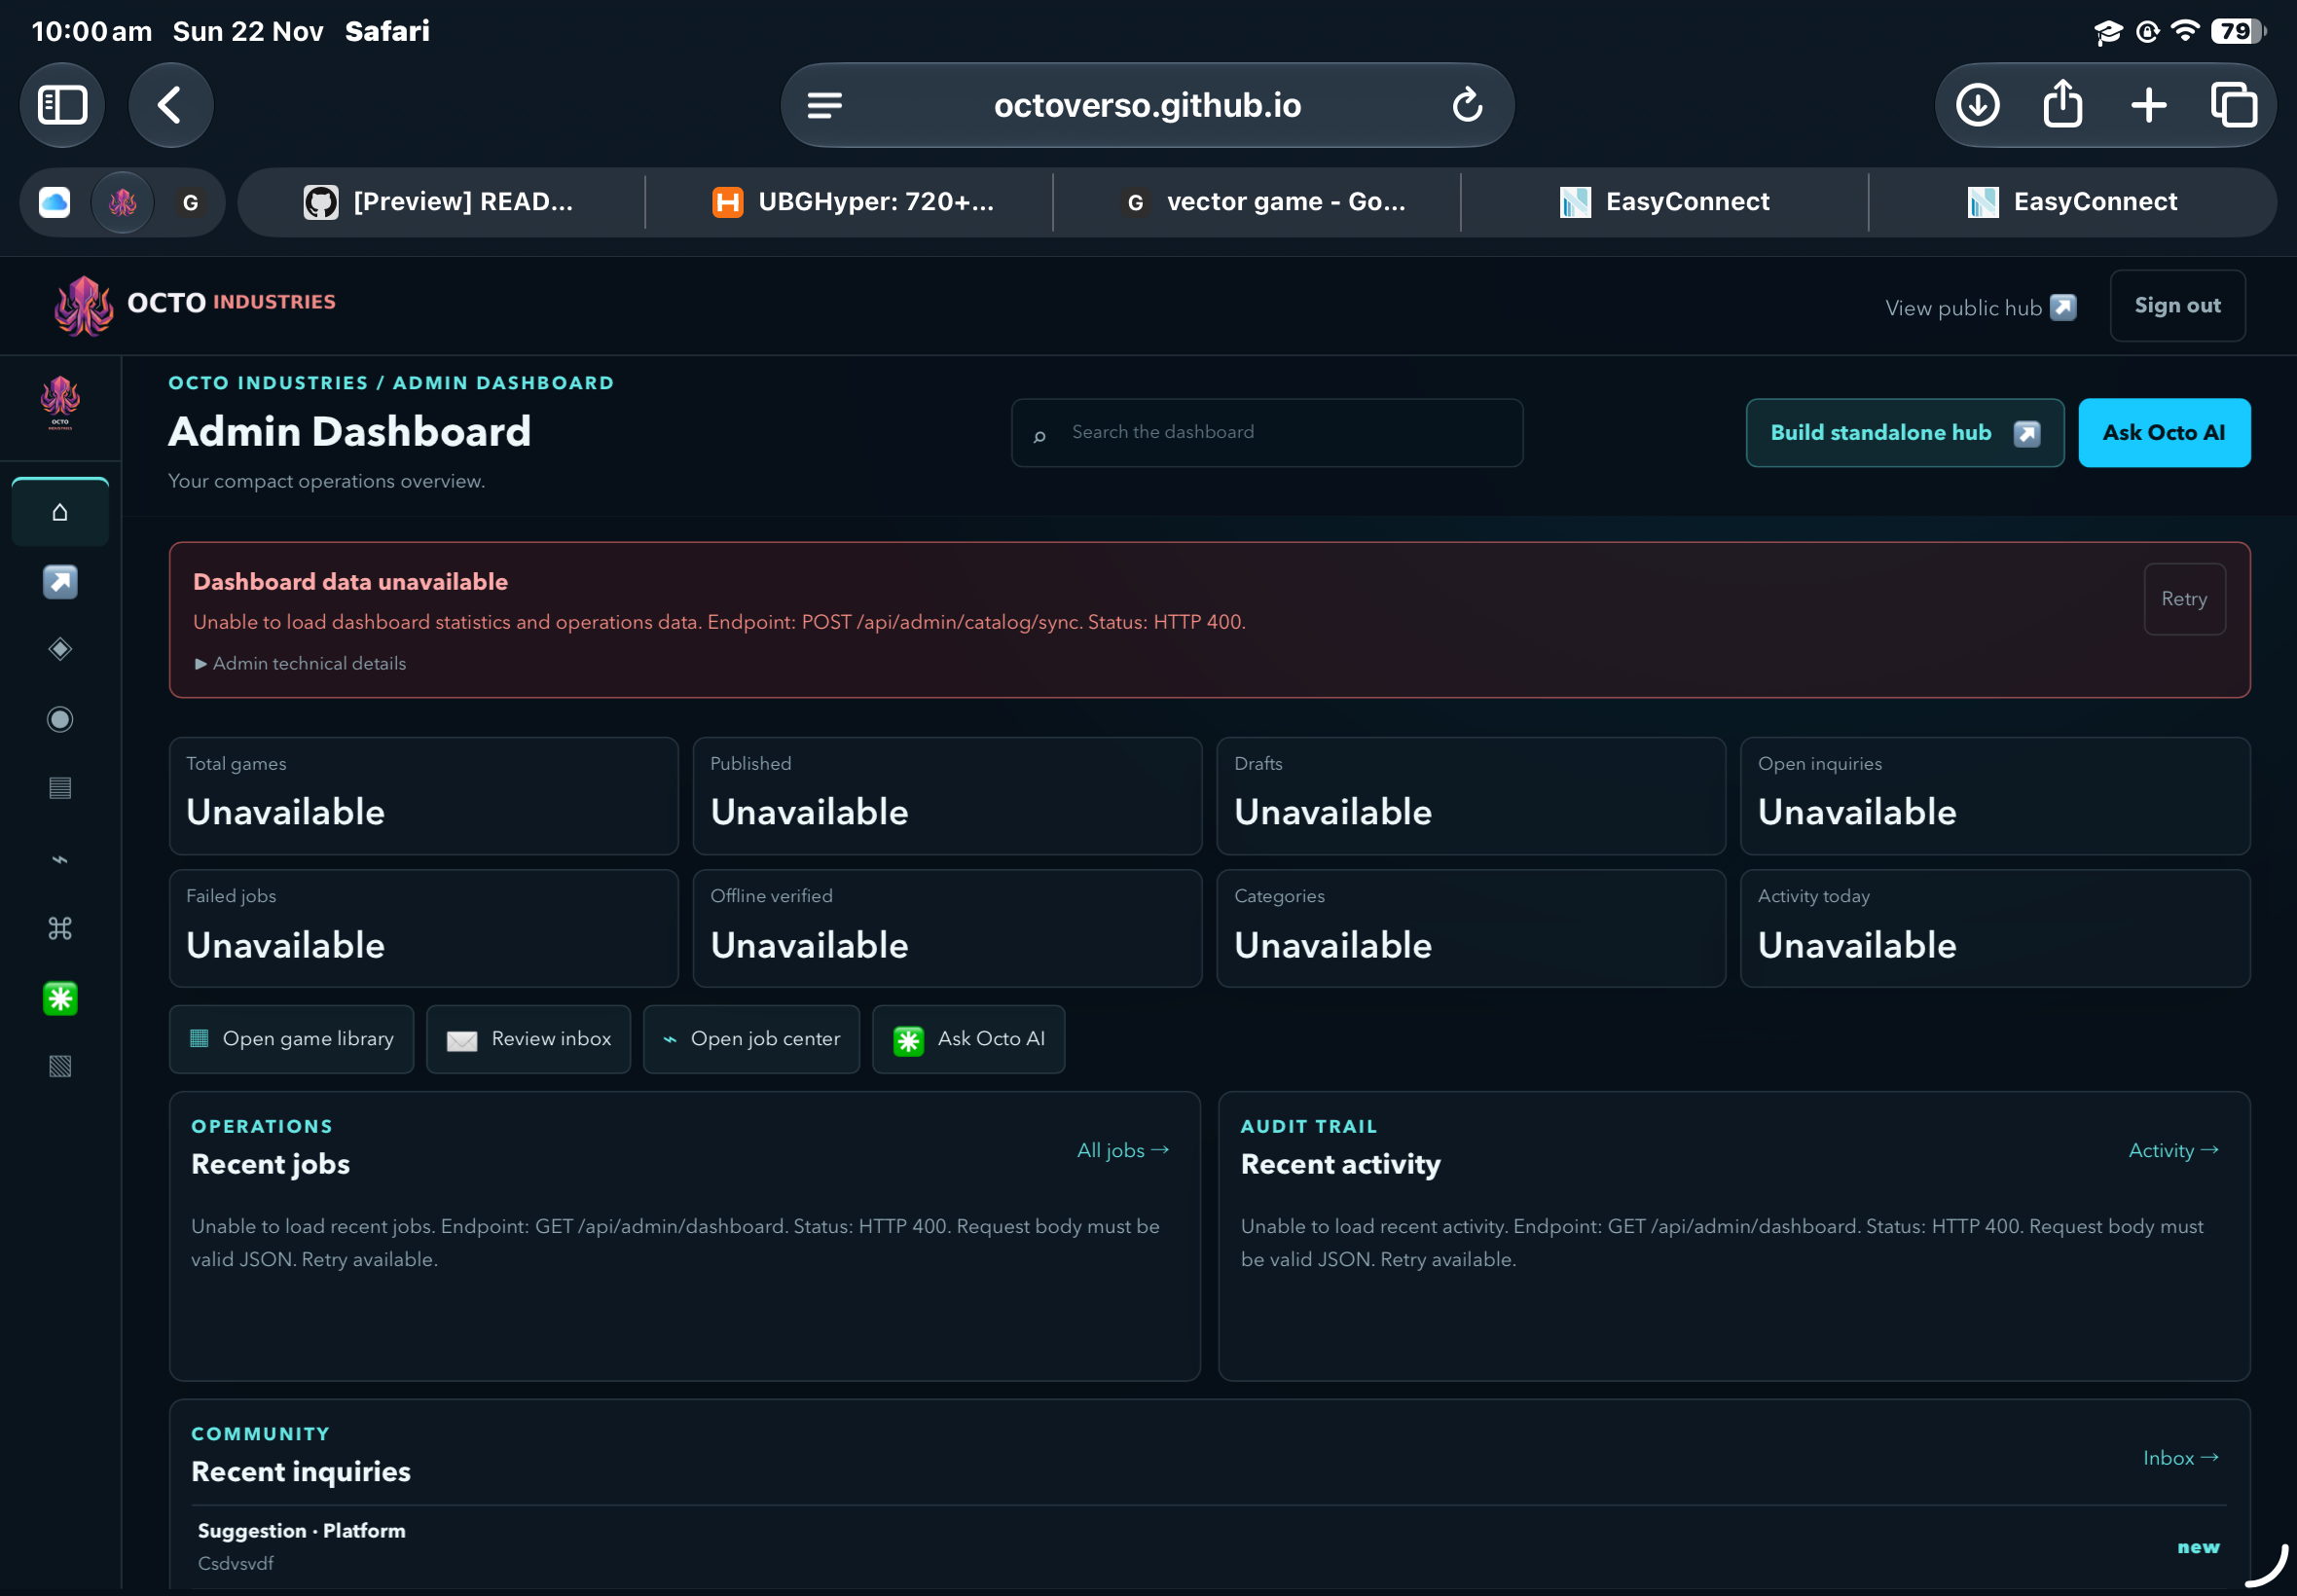 10:00 am Sun 22 Nov Safari
79
octoverso.github.io
G
[Preview] READ...
UBGHyper: 720+...
G vector game - Go...
EasyConnect
EasyConnect
OCTO INDUSTRIES
View public hub
Sign out
OCTO
INDUSTRIES
OCTO INDUSTRIES / ADMIN DASHBOARD
Admin Dashboard
Your compact operations overview.
Search the dashboard
Build standalone hub
Ask Octo AI
Dashboard data unavailable
Unable to load dashboard statistics and operations data. Endpoint: POST /api/admin/catalog/sync. Status: HTTP 400.
Admin technical details
Retry
Total games
Unavailable
Published
Unavailable
Drafts
Unavailable
Open inquiries
Unavailable
Failed jobs
Unavailable
Offline verified
Unavailable
Categories
Unavailable
Activity today
Unavailable
Open game library
Review inbox
Open job center
Ask Octo AI
OPERATIONS
Recent jobs
All jobs →
Unable to load recent jobs. Endpoint: GET /api/admin/dashboard. Status: HTTP 400. Request body must be
valid JSON. Retry available.
AUDIT TRAIL
Recent activity
Activity →
Unable to load recent activity. Endpoint: GET /api/admin/dashboard. Status: HTTP 400. Request body must
be valid JSON. Retry available.
COMMUNITY
Recent inquiries
Inbox →
Suggestion · Platform
Csdvsvdf
new